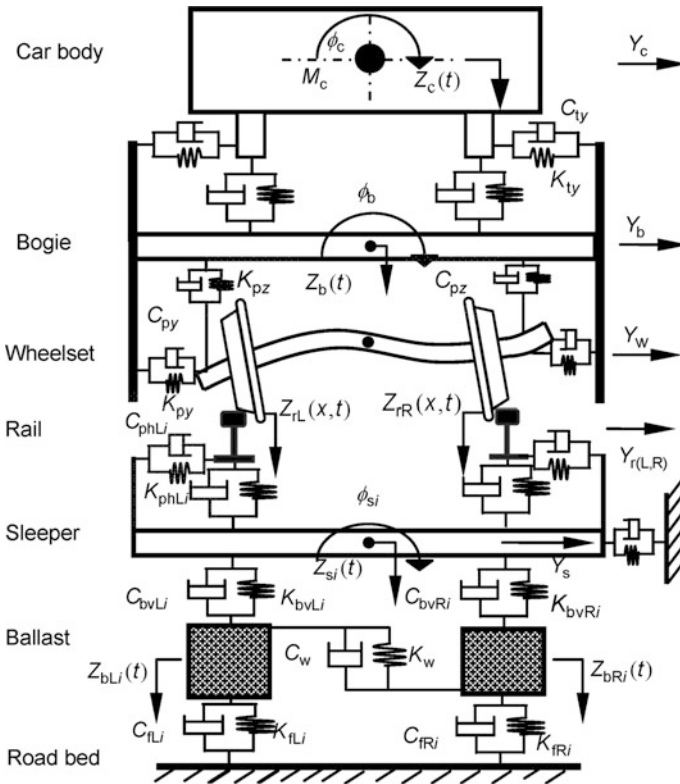 Car body
ϕc
Mc
Zc(t)
Yc
Cty
Kty
ϕb
Bogie
Yb
Kpz
Zb(t)
Cpz
Cpy
Wheelset
Yw
Kpy
ZrL(x,t)
ZrR(x,t)
Rail
CphLi
Yr(L,R)
KphLi
ϕsi
Sleeper
Zsi(t)
Ys
CbvLi
KbvLi
CbvRi
KbvRi
Ballast
Cw
Kw
ZbLi(t)
ZbRi(t)
CfLi
KfLi
CfRi
KfRi
Road bed